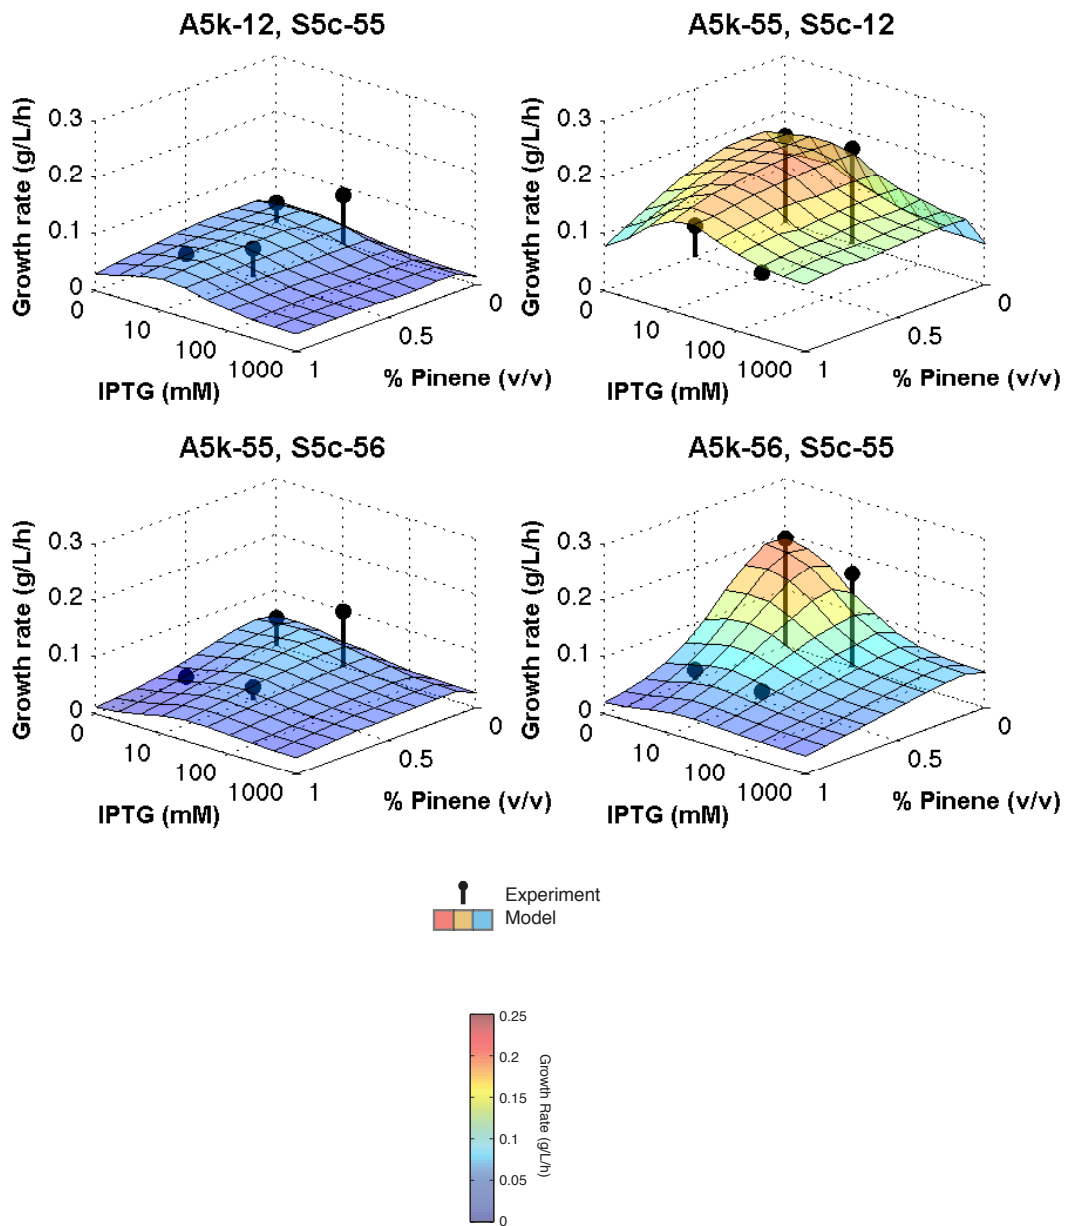 A5k-12, S5c-55
A5k-55, S5c-12
Growth rate (g/L/h)
0.3
0.2
0.1
0
0
10
100
1000
1
0.5
0
IPTG (mM)
% Pinene (v/v)
Growth rate (g/L/h)
0.3
0.2
0.1
0
0
10
100
1000
1
0.5
0
IPTG (mM)
% Pinene (v/v)
A5k-55, S5c-56
A5k-56, S5c-55
Growth rate (g/L/h)
0.3
0.2
0.1
0
0
10
100
1000
1
0.5
0
IPTG (mM)
% Pinene (v/v)
Growth rate (g/L/h)
0.3
0.2
0.1
0
0
10
100
1000
1
0.5
0
IPTG (mM)
% Pinene (v/v)
Experiment
Model
0.25
0.2
0.15
0.1
0.05
0
Growth Rate (g/L/h)